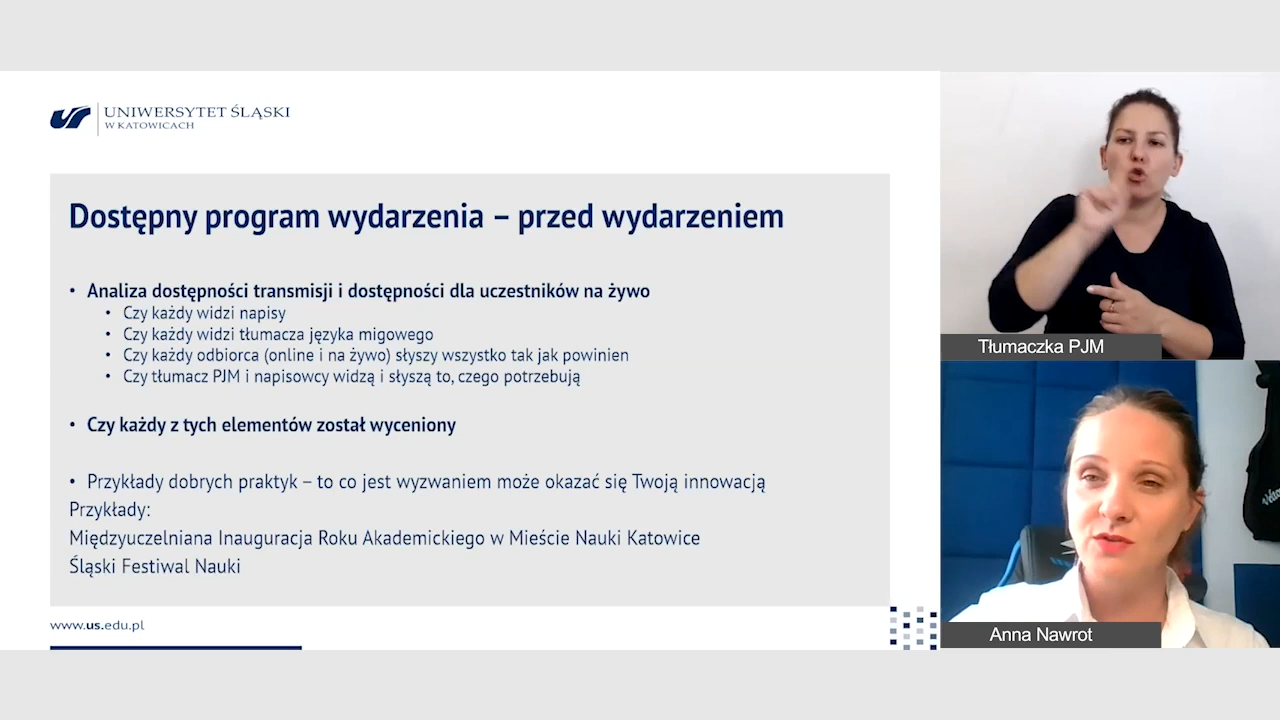 UNIWERSYTET ŚLĄSKI
W KATOWICACH
Dostępny program wydarzenia – przed wydarzeniem
• Analiza dostępności transmisji i dostępności dla uczestników na żywo
• Czy każdy widzi napisy
• Czy każdy widzi tłumacza języka migowego
• Czy każdy odbiorca (online i na żywo) słyszy wszystko tak jak powinien
• Czy tłumacz PJM i napisowcy widzą i słyszą to, czego potrzebują
• Czy każdy z tych elementów został wyceniony
• Przykłady dobrych praktyk – to co jest wyzwaniem może okazać się Twoją innowacją
Przykłady:
Międzyuczelniana Inauguracja Roku Akademickiego w Mieście Nauki Katowice
Śląski Festiwal Nauki
www.us.edu.pl
Tłumaczka PJM
Anna Nawrot